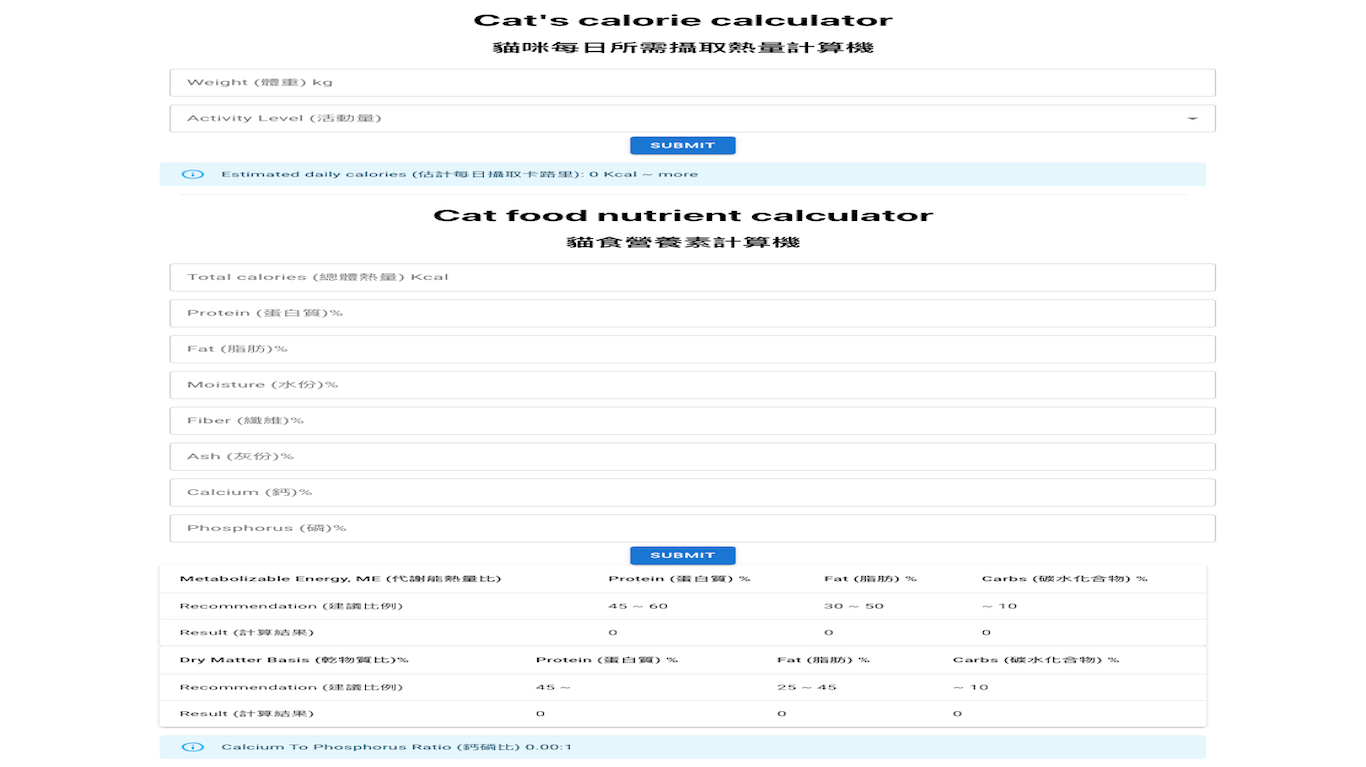 Cat's calorie calculator
貓咪每日所需攝取熱量計算機
Weight (體重) kg
Activity Level (活動量)
SUBMIT
Estimated daily calories (估計每日攝取卡路里): 0 Kcal ~ more
Cat food nutrient calculator
貓食營養素計算機
Total calories (總體熱量) Kcal
Protein (蛋白質)%
Fat (脂肪)%
Moisture (水份)%
Fiber (纖維)%
Ash (灰份)%
Calcium (鈣)%
Phosphorus (磷)%
SUBMIT
Metabolizable Energy, ME (代謝能熱量比) Protein (蛋白質) % Fat (脂肪) % Carbs (碳水化合物) %
Recommendation (建議比例) 45 ~ 60 30 ~ 50 ~ 10
Result (計算結果) 0 0 0
Dry Matter Basis (乾物質比)% Protein (蛋白質) % Fat (脂肪) % Carbs (碳水化合物) %
Recommendation (建議比例) 45 ~ 25 ~ 45 ~ 10
Result (計算結果) 0 0 0
Calcium To Phosphorus Ratio (鈣磷比) 0.00:1